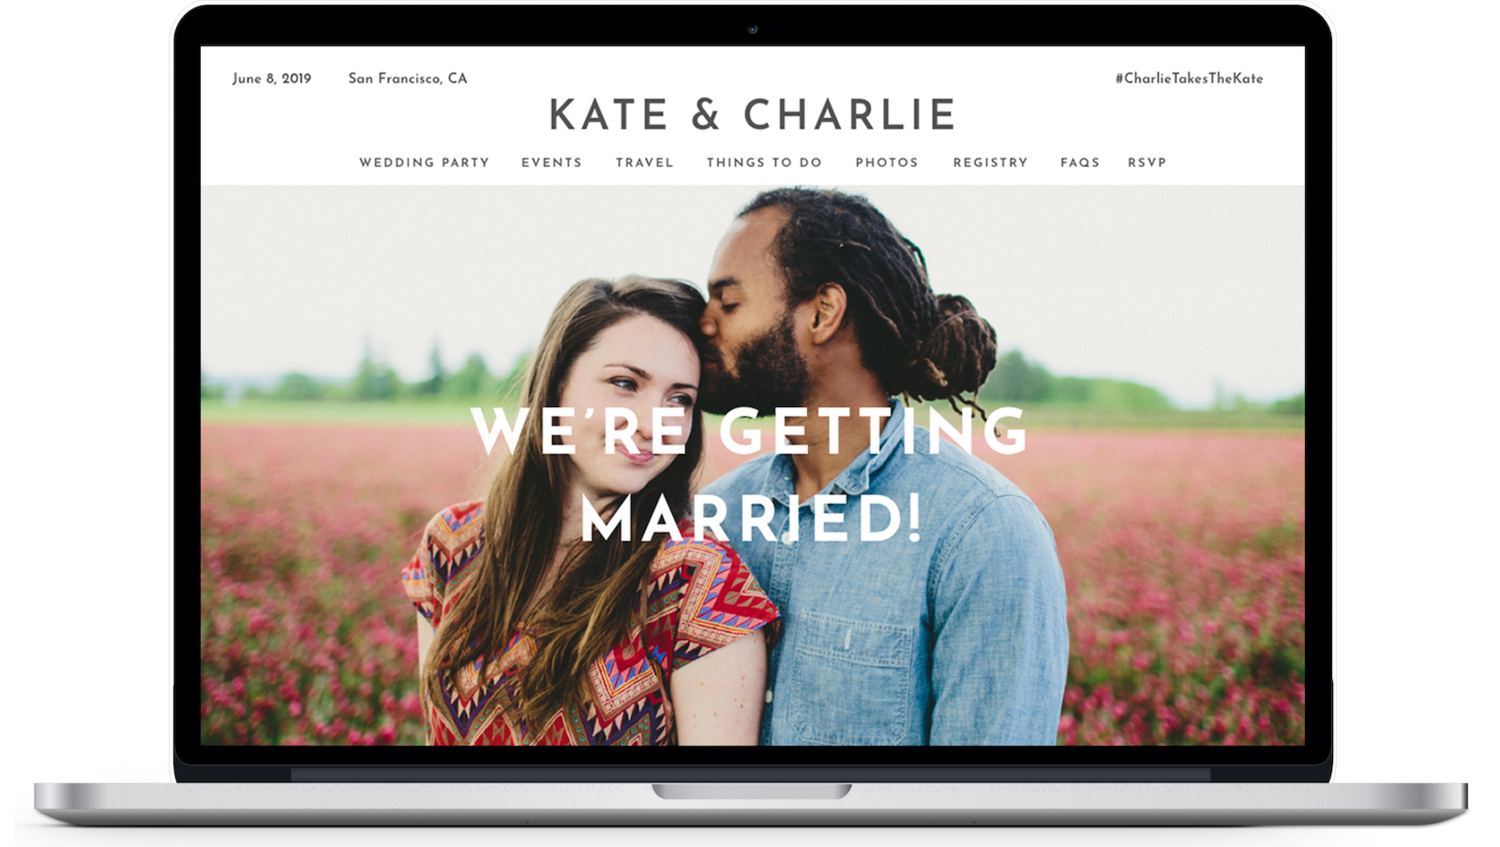 June 8, 2019
San Francisco, CA
#CharlieTakesTheKate
KATE & CHARLIE
WEDDING PARTY EVENTS TRAVEL THINGS TO DO PHOTOS REGISTRY FAQS RSVP
WE'RE GETTING
MARRIED!